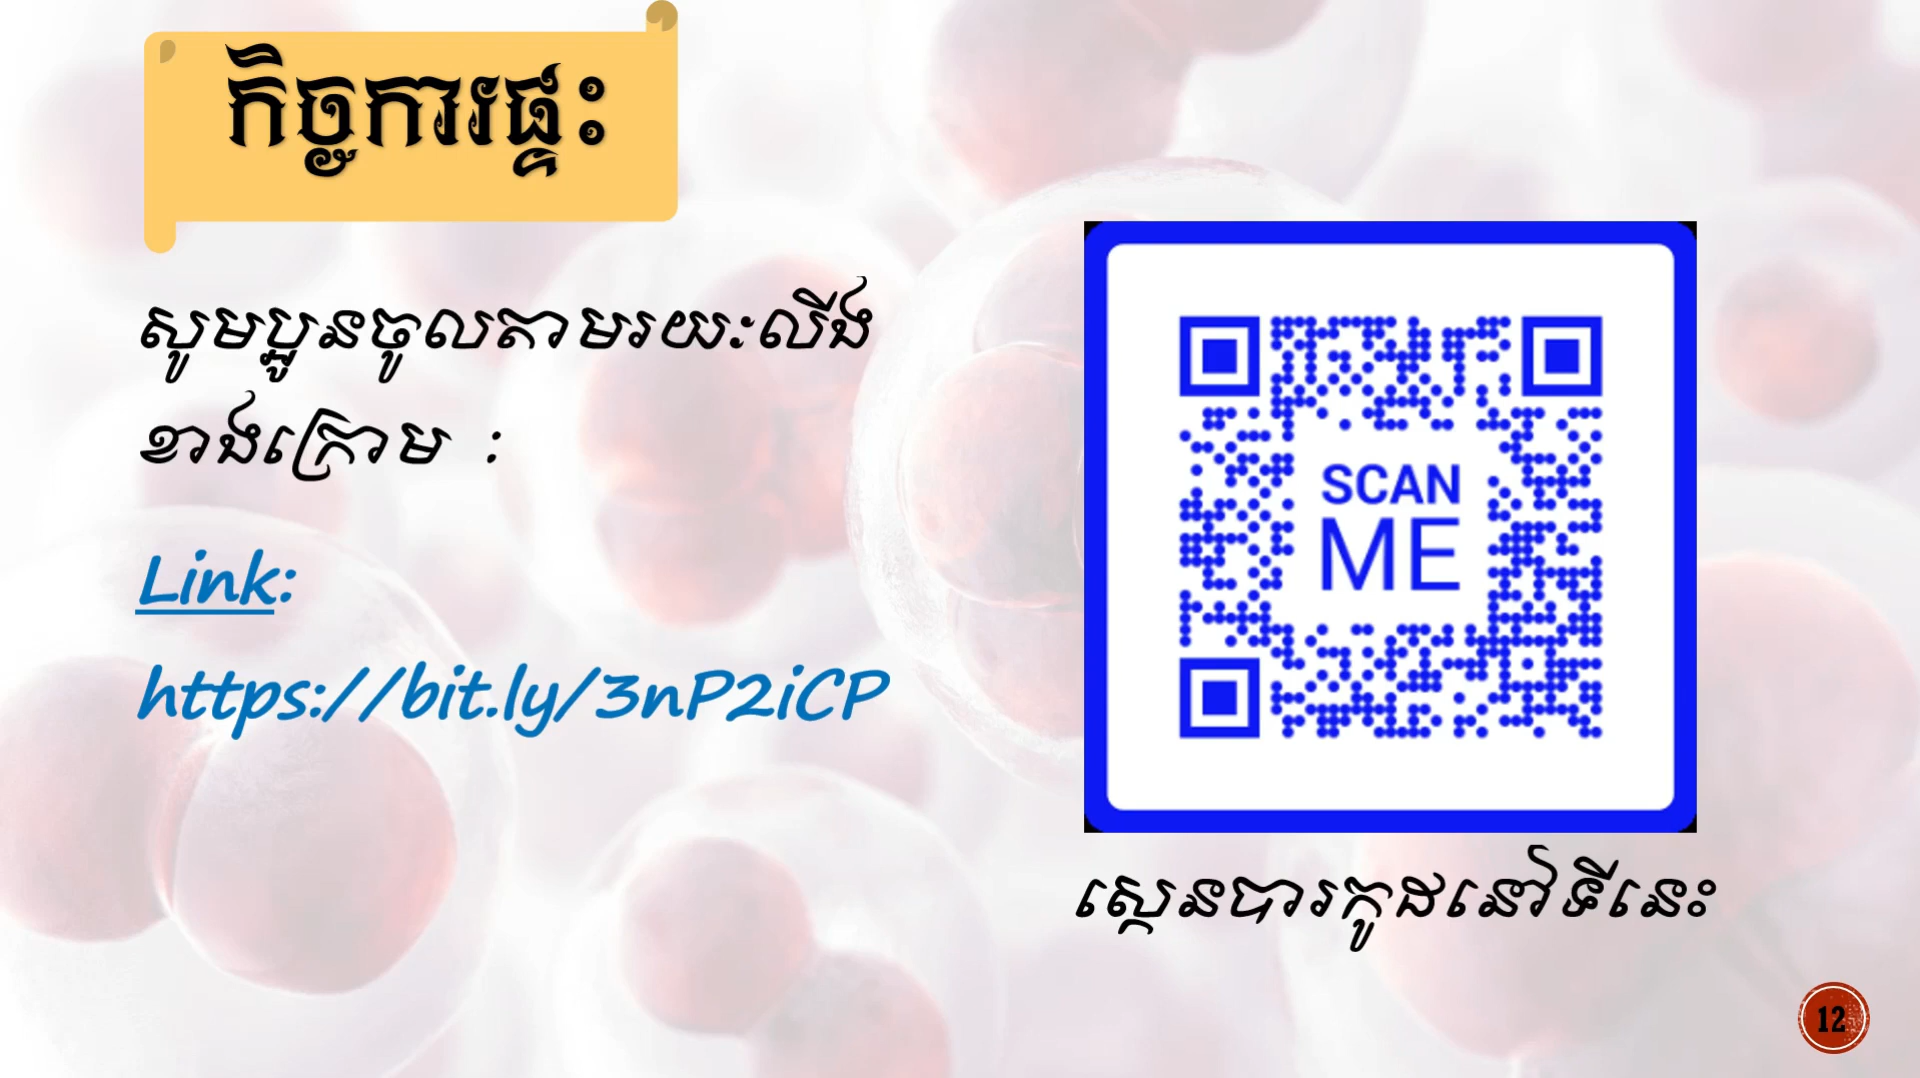 កិច្ចការផ្ទះ
សូមប្អូនចូលតាមរយៈលីង
ខាងក្រោម ៈ
Link:
https://bit.ly/3nP2iCP
SCAN
ME
ស្កេនបារកូដនៅទីនេះ
12